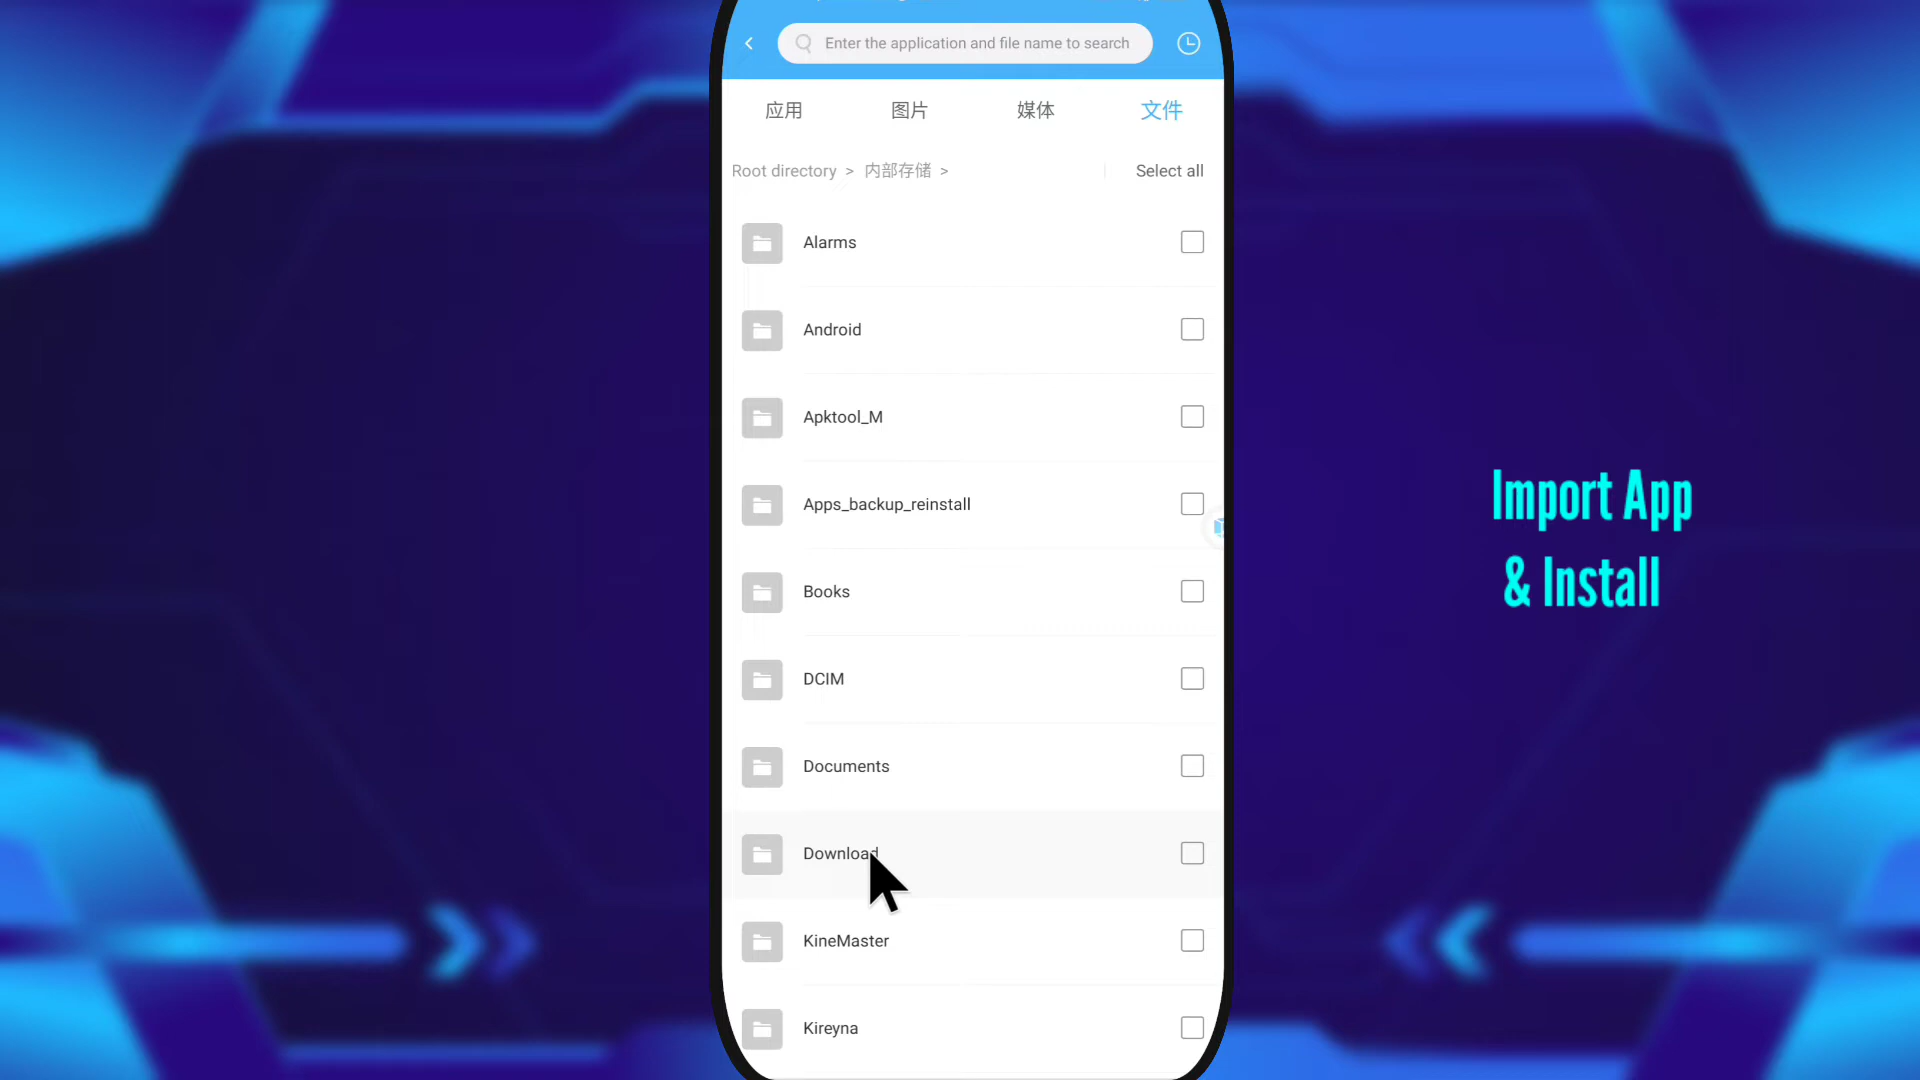 Enter the application and file name to search
应用 图片 媒体 文件
Root directory > 内部存储 > Select all
Alarms
Android
Apktool_M
Apps_backup_reinstall
Books
DCIM
Documents
Download
KineMaster
Kireyna
Import App
& Install